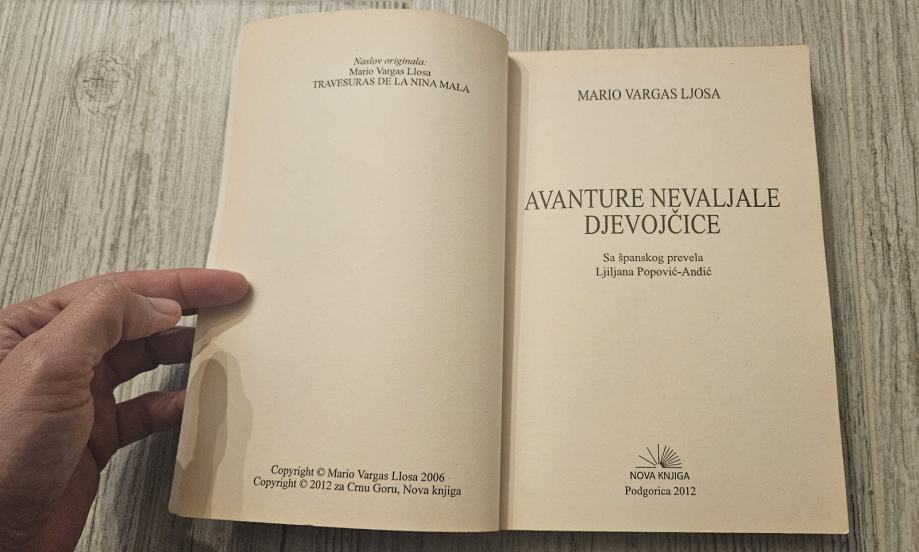 Naslov originala:
Mario Vargas Llosa
TRAVESURAS DE LA NINA MALA
Copyright © Mario Vargas Llosa 2006
Copyright © 2012 za Crnu Goru, Nova knjiga
MARIO VARGAS LJOSA
AVANTURE NEVALJALE
DJEVOJČICE
Sa španskog prevela
Ljiljana Popović-Anđić
NOVA KNJIGA
Podgorica 2012